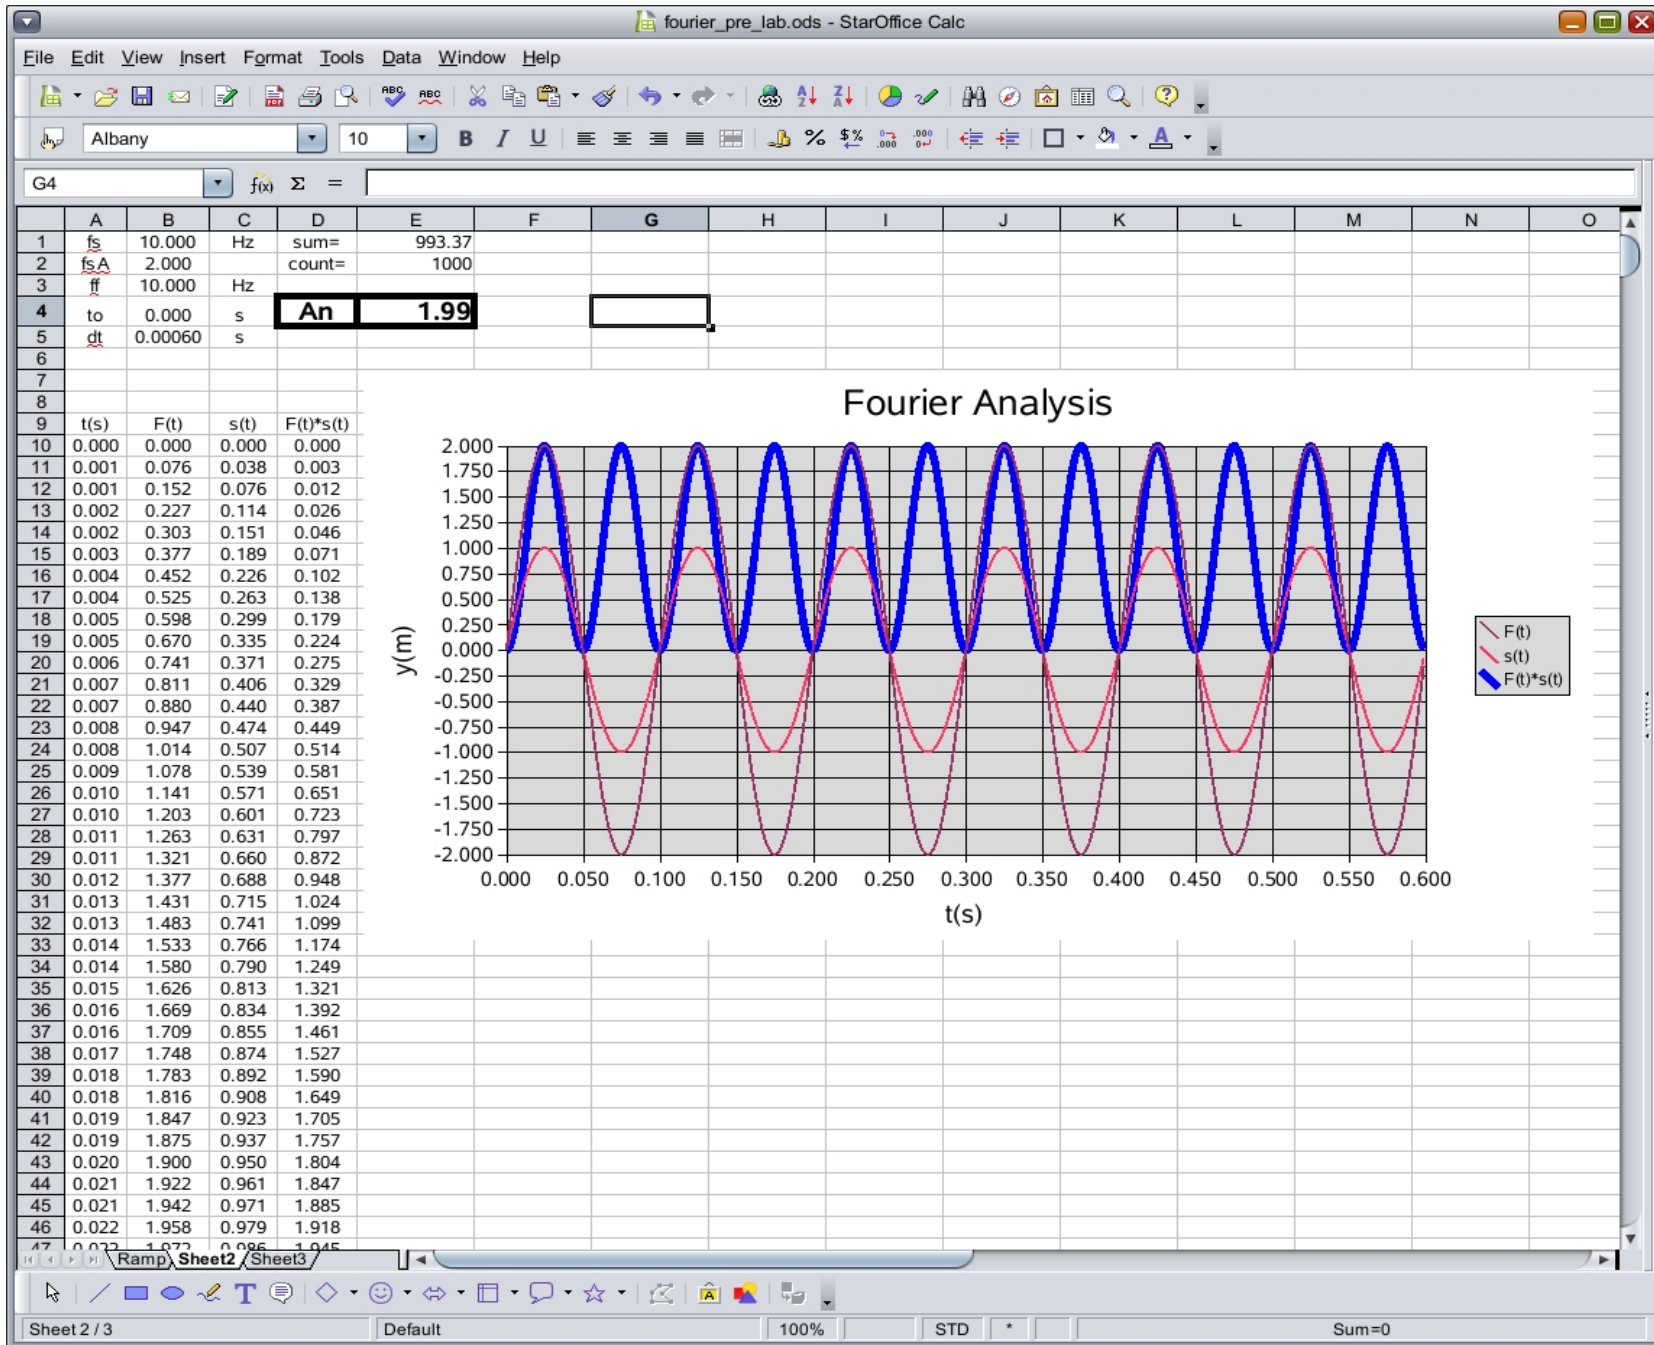 fourier_pre_lab.ods - StarOffice Calc
File Edit View Insert Format Tools Data Window Help
Albany 10
G4
A B C D E F G H I J K L M N O
1 fs 10.000 Hz sum= 993.37
2 fsA 2.000 count= 1000
3 ff 10.000 Hz
4 to 0.000 s An 1.99
5 dt 0.00060 s
6
7
8
9 t(s) F(t) s(t) F(t)*s(t)
10 0.000 0.000 0.000 0.000
11 0.001 0.076 0.038 0.003
12 0.001 0.152 0.076 0.012
13 0.002 0.227 0.114 0.026
14 0.002 0.303 0.151 0.046
15 0.003 0.377 0.189 0.071
16 0.004 0.452 0.226 0.102
17 0.004 0.525 0.263 0.138
18 0.005 0.598 0.299 0.179
19 0.005 0.670 0.335 0.224
20 0.006 0.741 0.371 0.275
21 0.007 0.811 0.406 0.329
22 0.007 0.880 0.440 0.387
23 0.008 0.947 0.474 0.449
24 0.008 1.014 0.507 0.514
25 0.009 1.078 0.539 0.581
26 0.010 1.141 0.571 0.651
27 0.010 1.203 0.601 0.723
28 0.011 1.263 0.631 0.797
29 0.011 1.321 0.660 0.872
30 0.012 1.377 0.688 0.948
31 0.013 1.431 0.715 1.024
32 0.013 1.483 0.741 1.099
33 0.014 1.533 0.766 1.174
34 0.014 1.580 0.790 1.249
35 0.015 1.626 0.813 1.321
36 0.016 1.669 0.834 1.392
37 0.016 1.709 0.855 1.461
38 0.017 1.748 0.874 1.527
39 0.018 1.783 0.892 1.590
40 0.018 1.816 0.908 1.649
41 0.019 1.847 0.923 1.705
42 0.019 1.875 0.937 1.757
43 0.020 1.900 0.950 1.804
44 0.021 1.922 0.961 1.847
45 0.021 1.942 0.971 1.885
46 0.022 1.958 0.979 1.918
Fourier Analysis
2.000
1.750
1.500
1.250
1.000
0.750
0.500
0.250
0.000
-0.250
-0.500
-0.750
-1.000
-1.250
-1.500
-1.750
-2.000
y(m)
0.000 0.050 0.100 0.150 0.200 0.250 0.300 0.350 0.400 0.450 0.500 0.550 0.600
t(s)
F(t)
s(t)
F(t)*s(t)
Ramp Sheet2 Sheet3
Sheet 2 / 3 Default 100% STD * Sum=0